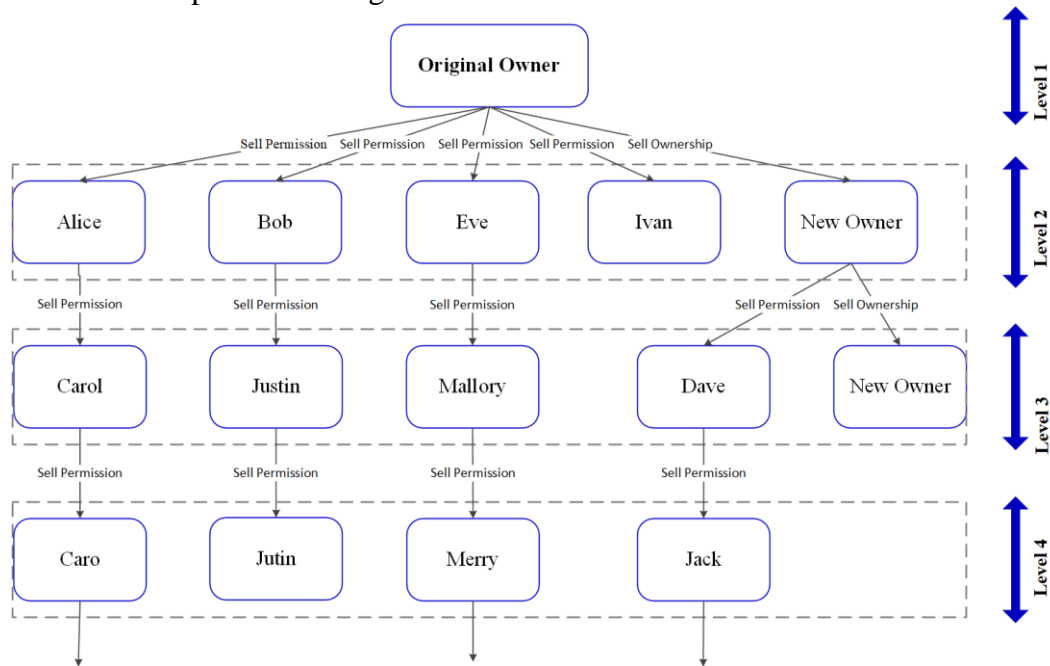 Original Owner
Level 1
Sell Permission Sell Permission Sell Permission Sell Permission Sell Ownership
Alice Bob Eve Ivan New Owner
Level 2
Sell Permission Sell Permission Sell Permission Sell Permission Sell Ownership
Carol Justin Mallory Dave New Owner
Level 3
Sell Permission Sell Permission Sell Permission Sell Permission
Caro Jutin Merry Jack
Level 4